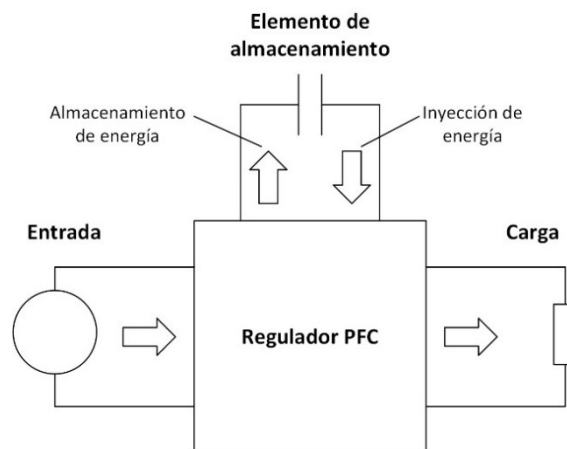 Elemento de
almacenamiento
Almacenamiento
de energía
Inyección de
energía
Entrada
Carga
Regulador PFC